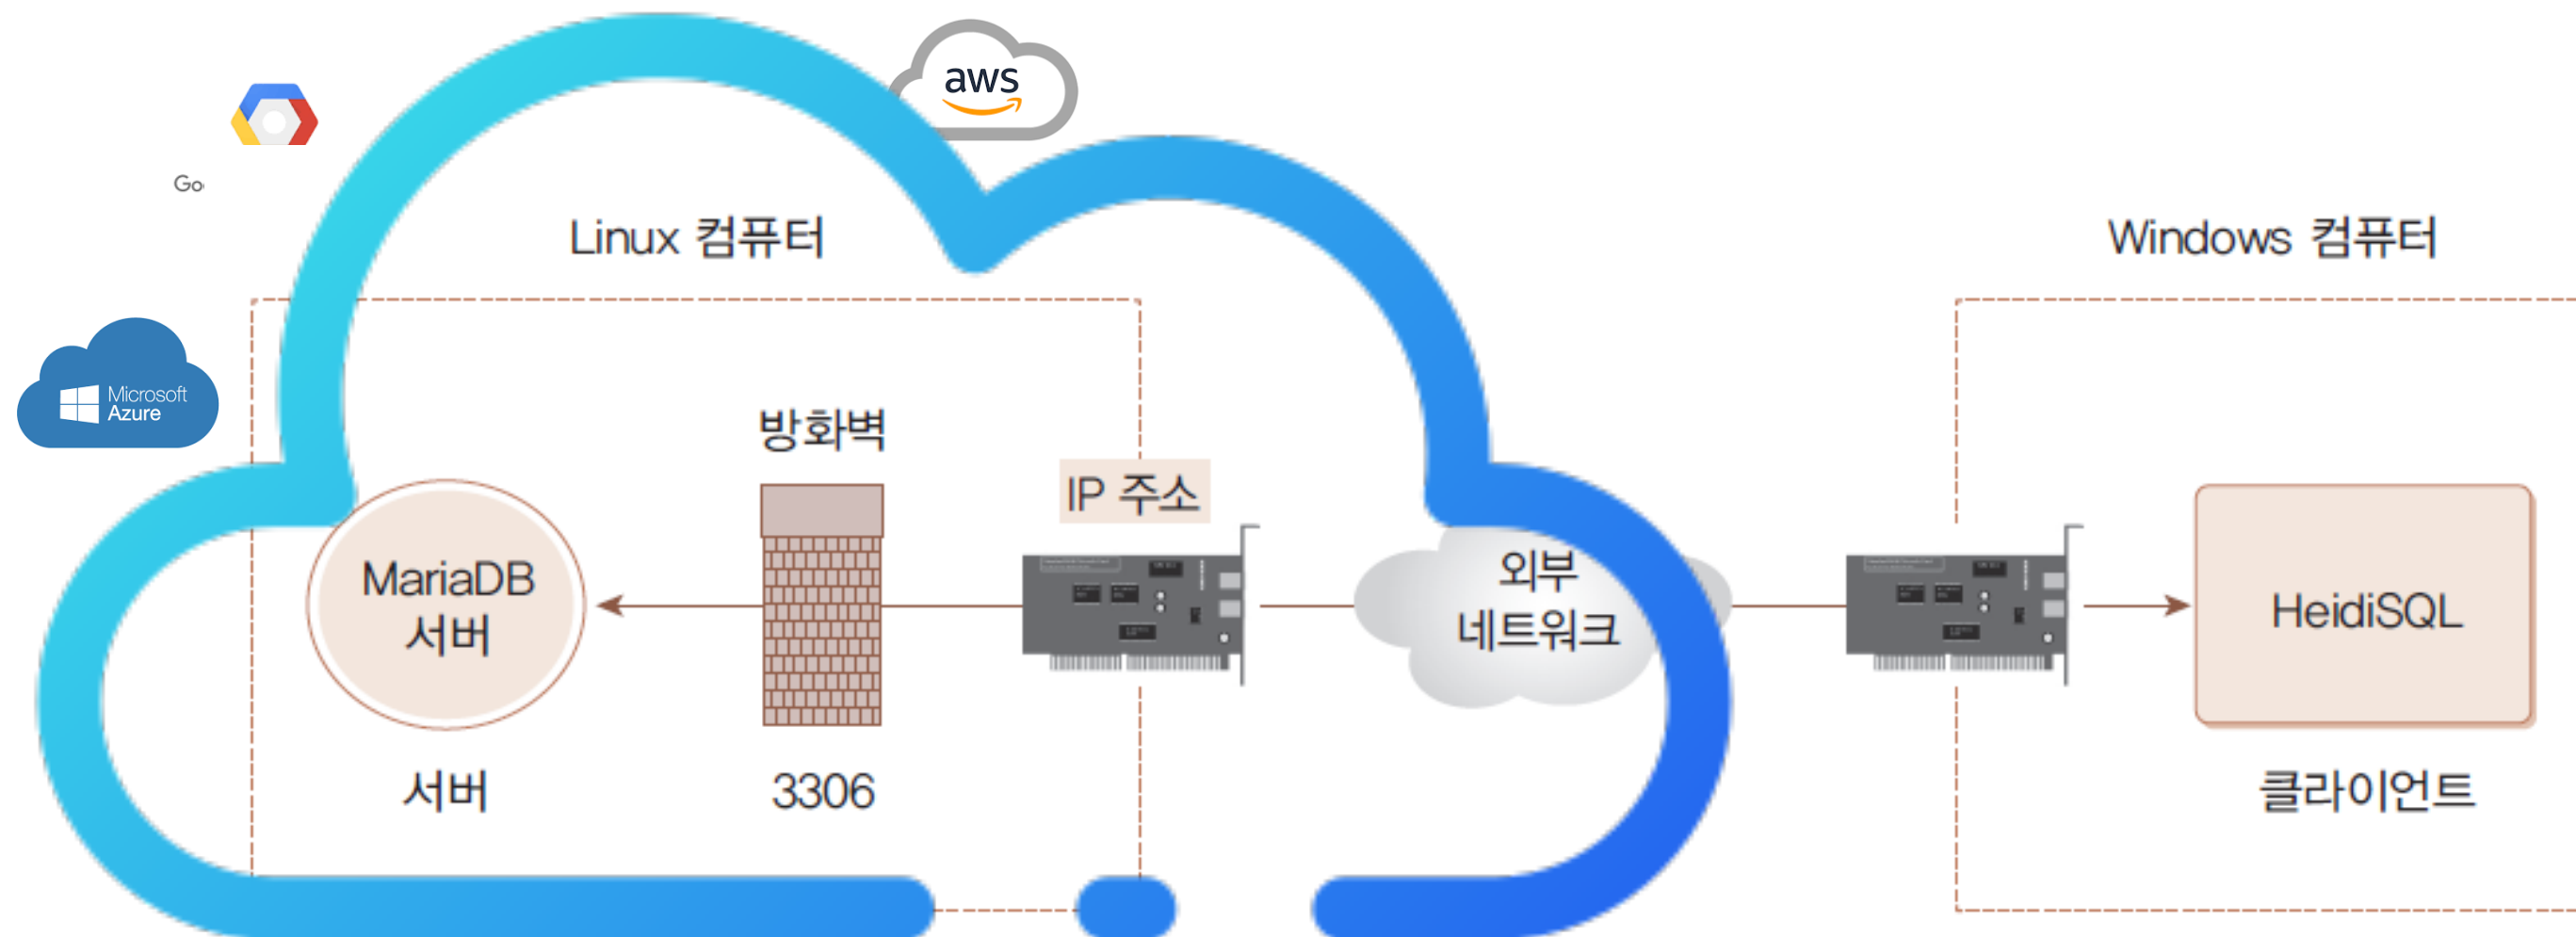 aws
Go
Linux 컴퓨터
Windows 컴퓨터
Microsoft
Azure
방화벽
IP 주소
MariaDB
서버
외부
네트워크
HeidiSQL
서버
3306
클라이언트